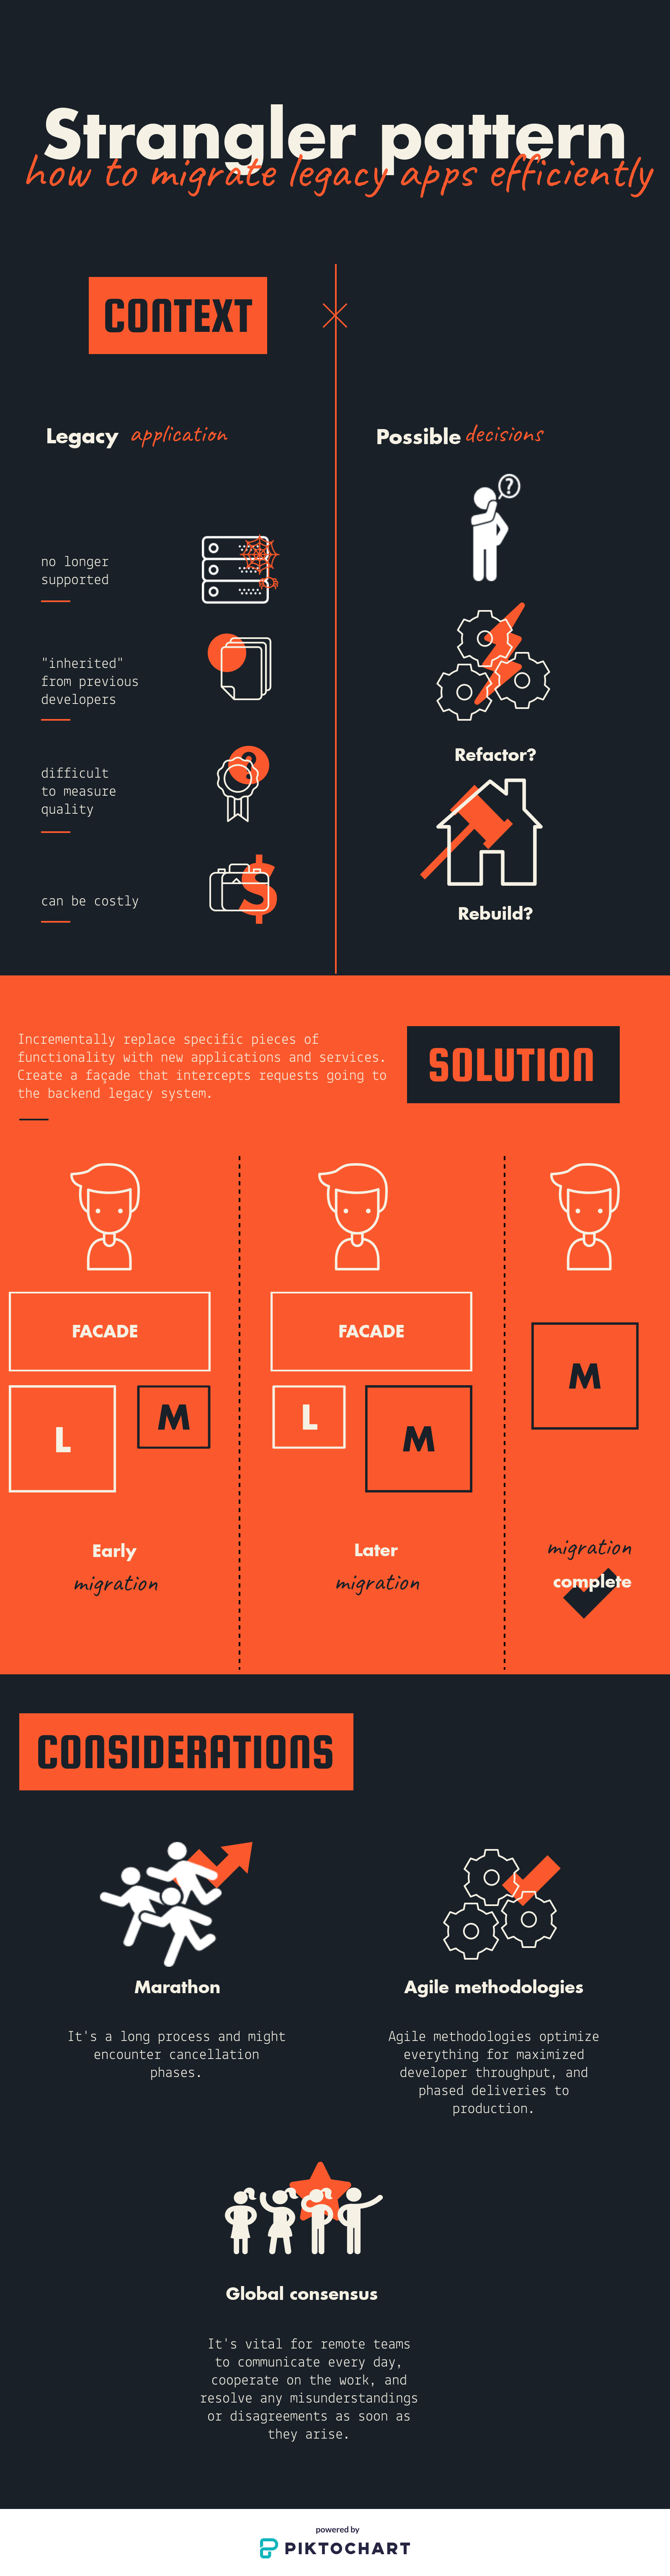 Strangler pattern
how to migrate legacy apps efficiently
CONTEXT
Legacy application
no longer
supported
"inherited"
from previous
developers
?
difficult
to measure
quality
$
can be costly
Possible decisions
?
Refactor?
Rebuild?
Incrementally replace specific pieces of
functionality with new applications and services.
Create a façade that intercepts requests going to
the backend legacy system.
SOLUTION
FACADE
L
M
Early
migration
FACADE
L
M
Later
migration
M
migration
complete
CONSIDERATIONS
Marathon
It's a long process and might
encounter cancellation
phases.
Agile methodologies
Agile methodologies optimize
everything for maximized
developer throughput, and
phased deliveries to
production.
Global consensus
It's vital for remote teams
to communicate every day,
cooperate on the work, and
resolve any misunderstandings
or disagreements as soon as
they arise.
powered by
PIKTOCHART